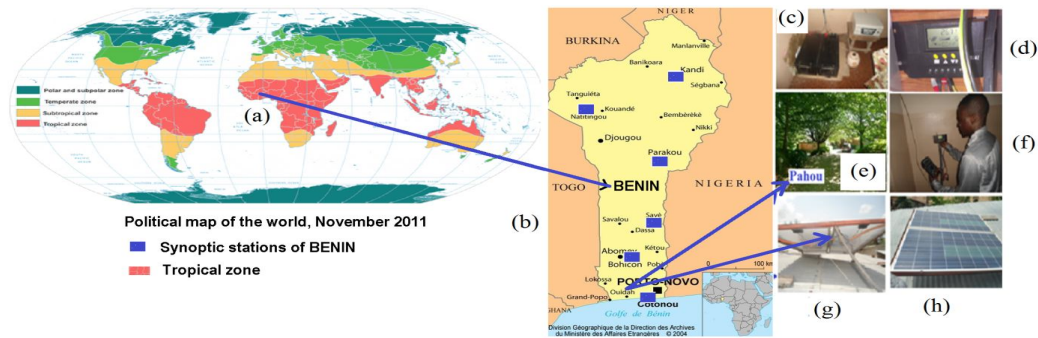 Polar and subpolar zone
Temperate zone
Subtropical zone
Tropical zone
(a)
Political map of the world, November 2011
Synoptic stations of BENIN
Tropical zone
(b)
NIGER
BURKINA
Manlanville
Banikoara
Kandi
Ségbana
Tanguiéta
Natitingou
Kouandé
Bembèrèkè
Nikki
Djougou
Parakou
TOGO
BENIN
NIGERIA
Savalou
Savé
Dassa
Abomey
Bohicon
Kétou
Pobè
Lokossa
PORTO-NOVO
Ouidah
Grand-Popo
Cotonou
GHANA
Golfe de Bénin
0 100 km
Division Géographique de la Direction des Archives
du Ministère des Affaires Etrangères © 2004
(c)
(d)
Pahou
(e)
(f)
(g)
(h)